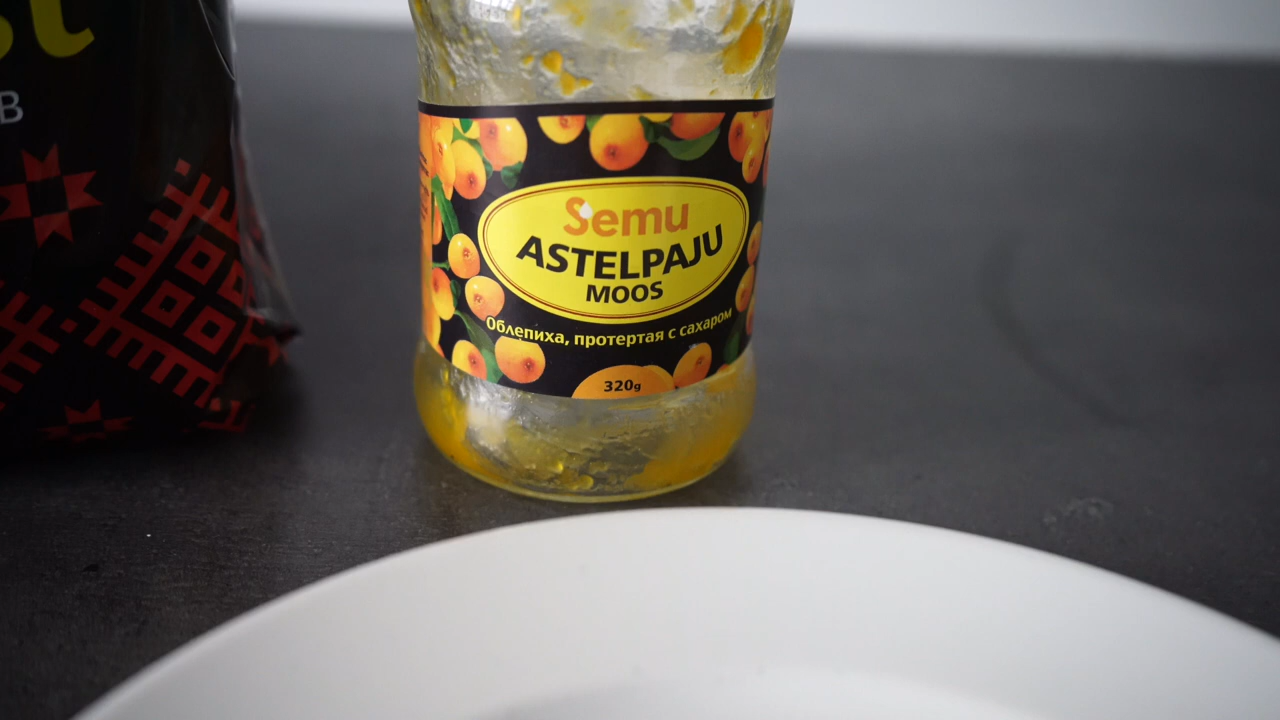 Semu
ASTELPAJU
MOOS
Облепиха, протертая с сахаром
320g